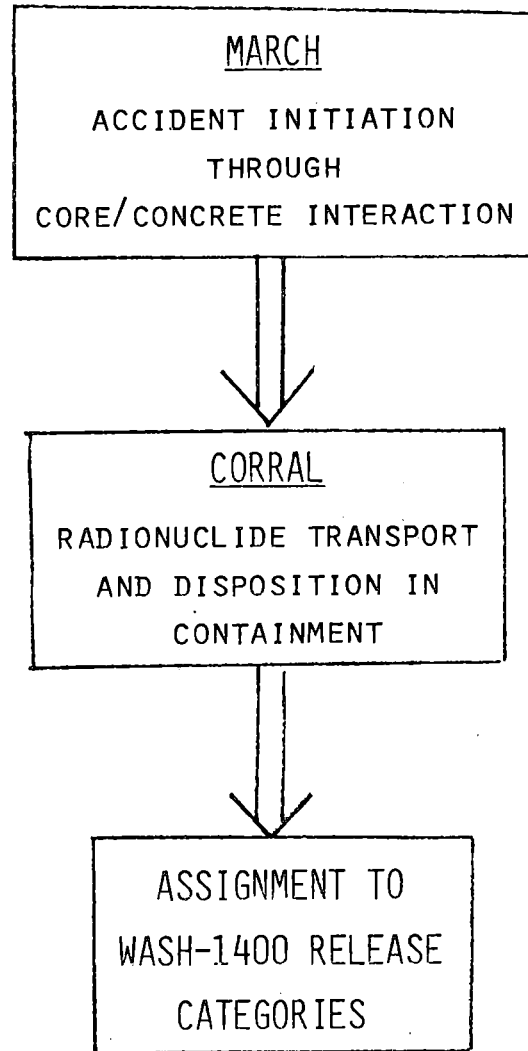 MARCH
ACCIDENT INITIATION
THROUGH
CORE/CONCRETE INTERACTION
CORRAL
RADIONUCLIDE TRANSPORT
AND DISPOSITION IN
CONTAINMENT
ASSIGNMENT TO
WASH-1400 RELEASE
CATEGORIES